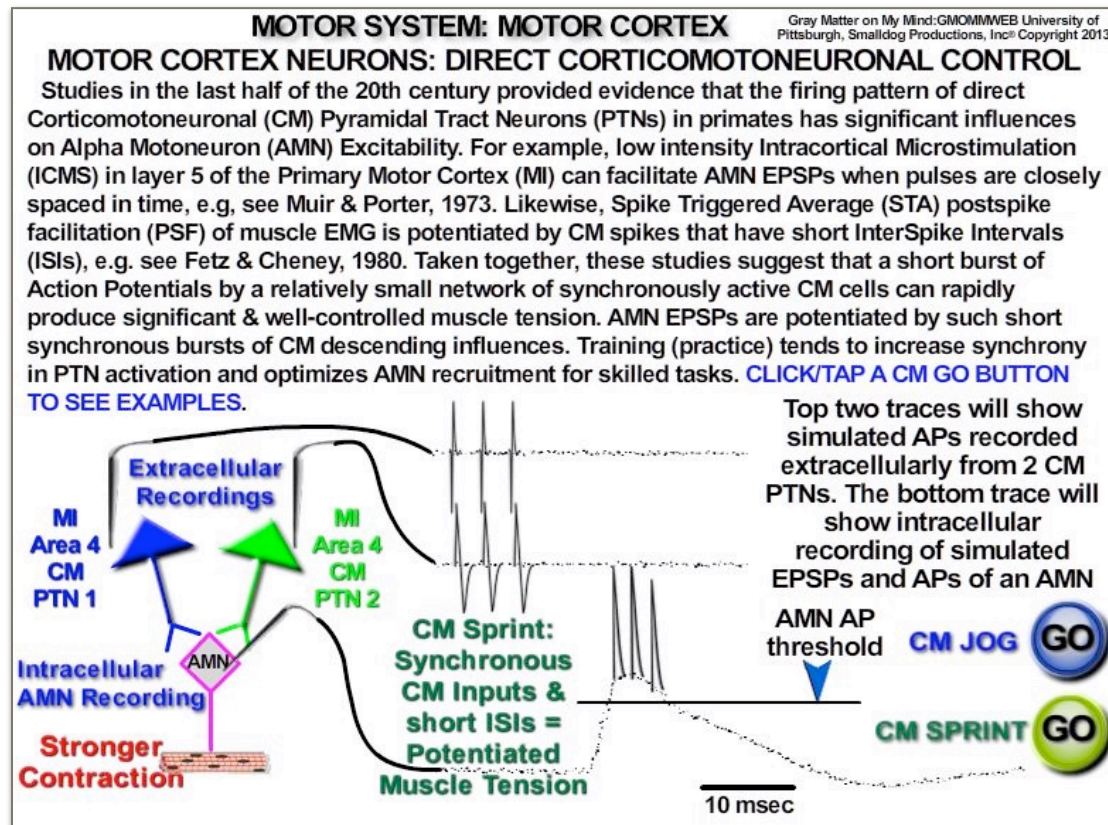 MOTOR SYSTEM: MOTOR CORTEX
Gray Matter on My Mind:GMOMMWEB University of
Pittsburgh, Smalldog Productions, Inc® Copyright 2013
MOTOR CORTEX NEURONS: DIRECT CORTICOMOTONEURONAL CONTROL
Studies in the last half of the 20th century provided evidence that the firing pattern of direct
Corticomotoneuronal (CM) Pyramidal Tract Neurons (PTNs) in primates has significant influences
on Alpha Motoneuron (AMN) Excitability. For example, low intensity Intracortical Microstimulation
(ICMS) in layer 5 of the Primary Motor Cortex (MI) can facilitate AMN EPSPs when pulses are closely
spaced in time, e.g, see Muir & Porter, 1973. Likewise, Spike Triggered Average (STA) postspike
facilitation (PSF) of muscle EMG is potentiated by CM spikes that have short InterSpike Intervals
(ISIs), e.g. see Fetz & Cheney, 1980. Taken together, these studies suggest that a short burst of
Action Potentials by a relatively small network of synchronously active CM cells can rapidly
produce significant & well-controlled muscle tension. AMN EPSPs are potentiated by such short
synchronous bursts of CM descending influences. Training (practice) tends to increase synchrony
in PTN activation and optimizes AMN recruitment for skilled tasks. CLICK/TAP A CM GO BUTTON
TO SEE EXAMPLES.
Top two traces will show
simulated APs recorded
extracellularly from 2 CM
PTNs. The bottom trace will
show intracellular
recording of simulated
EPSPs and APs of an AMN
Extracellular
Recordings
MI
Area 4
CM
PTN 1
MI
Area 4
CM
PTN 2
AMN
Intracellular
AMN Recording
Stronger
Contraction
CM Sprint:
Synchronous
CM Inputs &
short ISIs =
Potentiated
Muscle Tension
AMN AP
threshold
CM JOG GO
CM SPRINT GO
10 msec